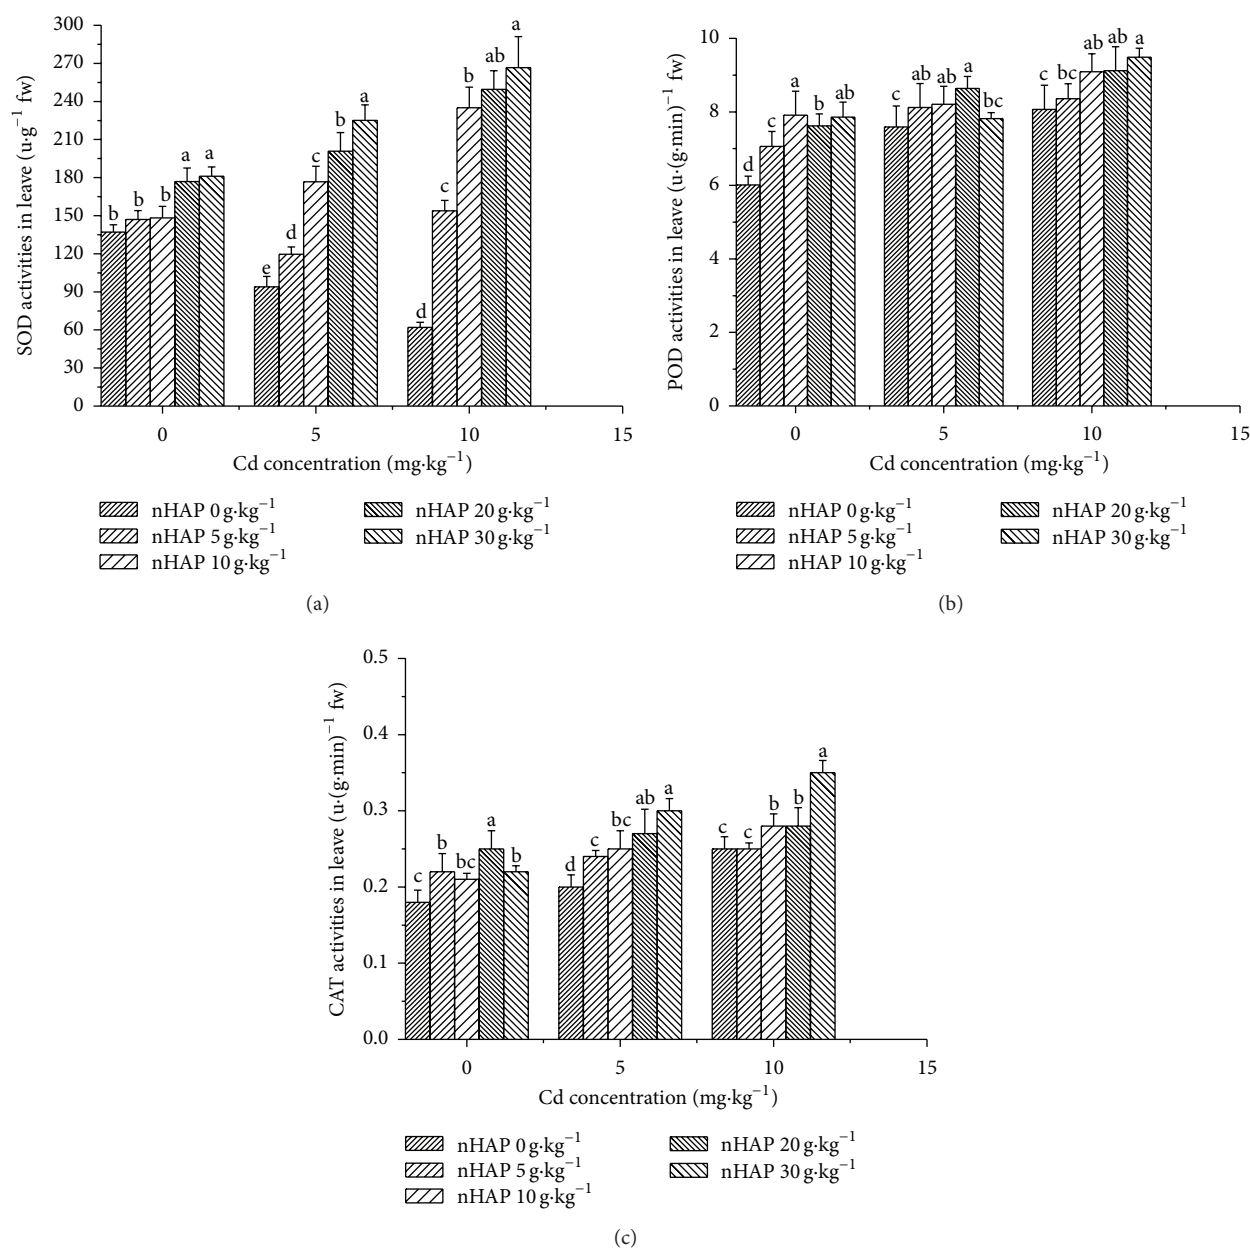 300
270
240
210
180
150
120
90
60
30
0
SOD activities in leave (u·g⁻¹ fw)
b b b a a
e d c b a
d c b ab a
0 5 10 15
Cd concentration (mg·kg⁻¹)
nHAP 0 g·kg⁻¹ nHAP 20 g·kg⁻¹
nHAP 5 g·kg⁻¹ nHAP 30 g·kg⁻¹
nHAP 10 g·kg⁻¹
(a)
10
8
6
4
2
0
POD activities in leave (u·(g·min)⁻¹ fw)
d c a b ab
c ab ab a bc
c bc ab ab a
0 5 10 15
Cd concentration (mg·kg⁻¹)
nHAP 0 g·kg⁻¹ nHAP 20 g·kg⁻¹
nHAP 5 g·kg⁻¹ nHAP 30 g·kg⁻¹
nHAP 10 g·kg⁻¹
(b)
0.5
0.4
0.3
0.2
0.1
0.0
CAT activities in leave (u·(g·min)⁻¹ fw)
c b bc a b
d c bc ab a
c c b b a
0 5 10 15
Cd concentration (mg·kg⁻¹)
nHAP 0 g·kg⁻¹ nHAP 20 g·kg⁻¹
nHAP 5 g·kg⁻¹ nHAP 30 g·kg⁻¹
nHAP 10 g·kg⁻¹
(c)